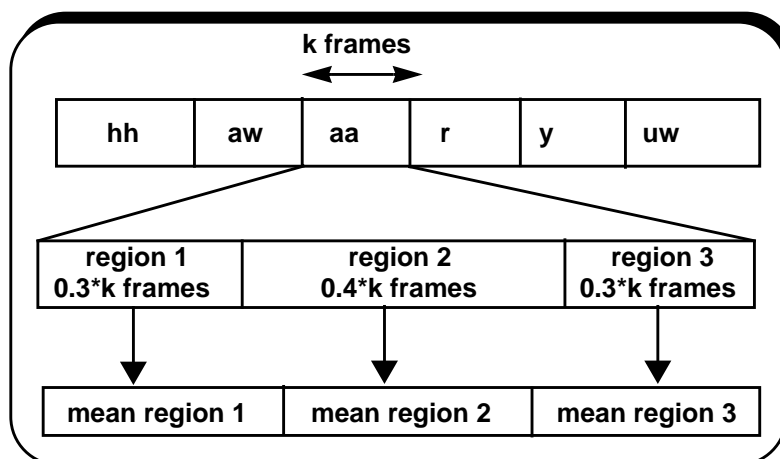 k frames
hh aw aa r y uw
region 1 region 2 region 3
0.3*k frames 0.4*k frames 0.3*k frames
mean region 1 mean region 2 mean region 3